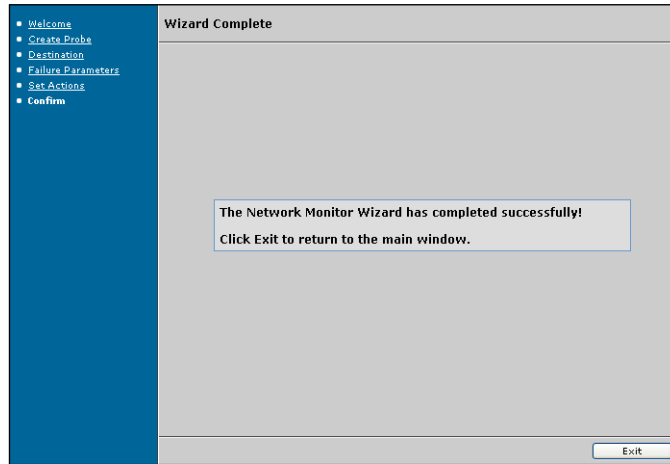 Welcome
Create Probe
Destination
Failure Parameters
Set Actions
Confirm
Wizard Complete
The Network Monitor Wizard has completed successfully!
Click Exit to return to the main window.
Exit